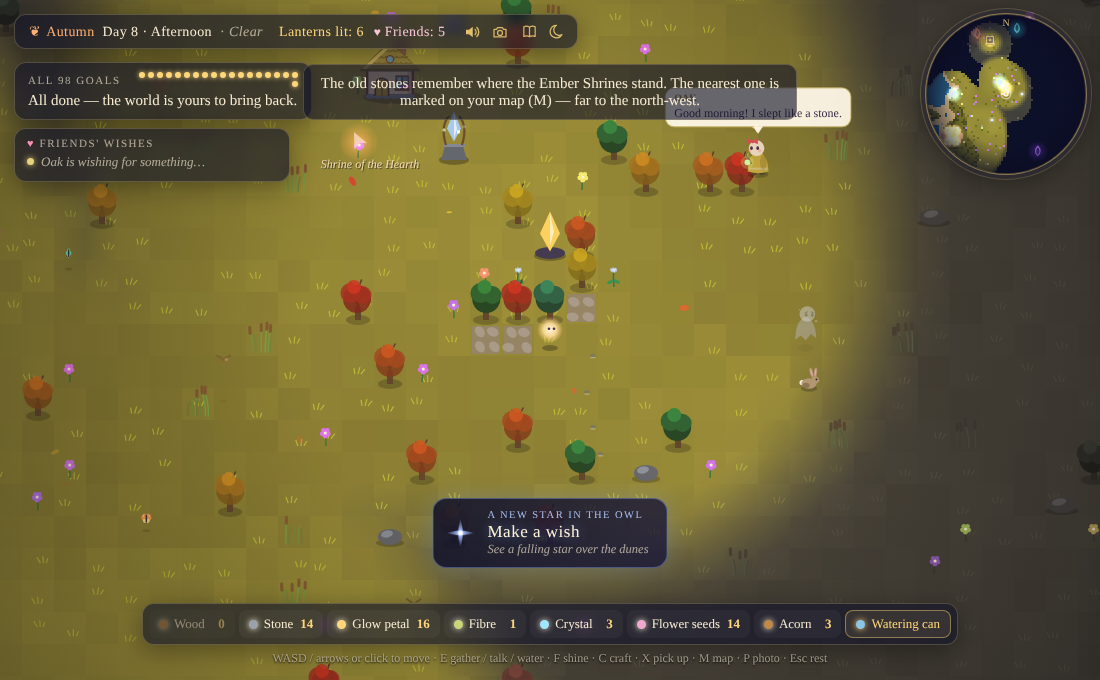 Autumn Day 8 · Afternoon · Clear Lanterns lit: 6 ♥ Friends: 5
N
ALL 98 GOALS
All done — the world is yours to bring back.
The old stones remember where the Ember Shrines stand. The nearest one is
marked on your map (M) — far to the north-west.
Good morning! I slept like a stone.
♥ FRIENDS' WISHES
Oak is wishing for something…
Shrine of the Hearth
A NEW STAR IN THE OWL
Make a wish
See a falling star over the dunes
Wood 0 Stone 14 Glow petal 16 Fibre 1 Crystal 3 Flower seeds 14 Acorn 3 Watering can
WASD / arrows or click to move · E gather / talk / water · F shine · C craft · X pick up · M map · P photo · Esc rest